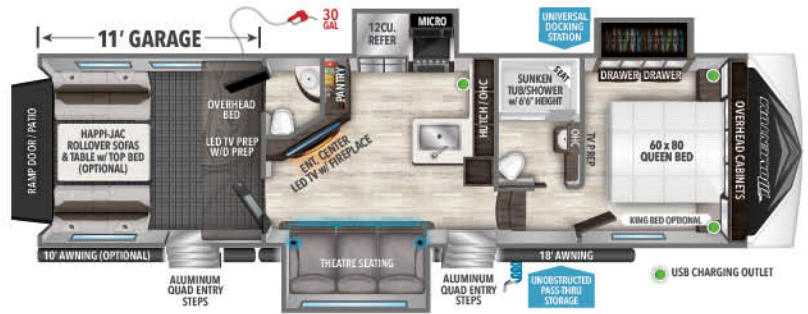 11' GARAGE
30
GAL
12CU.
REFER
MICRO
UNIVERSAL
DOCKING
STATION
PANTRY
SEAT
SUNKEN
TUB/SHOWER
w/ 6'6" HEIGHT
DRAWER
DRAWER
RAMP DOOR / PATIO
HAPPI-JAC
ROLLOVER SOFAS
& TABLE w/ TOP BED
(OPTIONAL)
OVERHEAD
BED
LED TV PREP
W/D PREP
ENT. CENTER
LED TV w/ FIREPLACE
HUTCH / OHC
OHC
TV PREP
60 x 80
QUEEN BED
OVERHEAD CABINETS
MOMENTUM
KING BED OPTIONAL
THEATRE SEATING
10' AWNING (OPTIONAL)
18' AWNING
ALUMINUM
QUAD ENTRY
STEPS
ALUMINUM
QUAD ENTRY
STEPS
UNOBSTRUCTED
PASS-THRU
STORAGE
USB CHARGING OUTLET